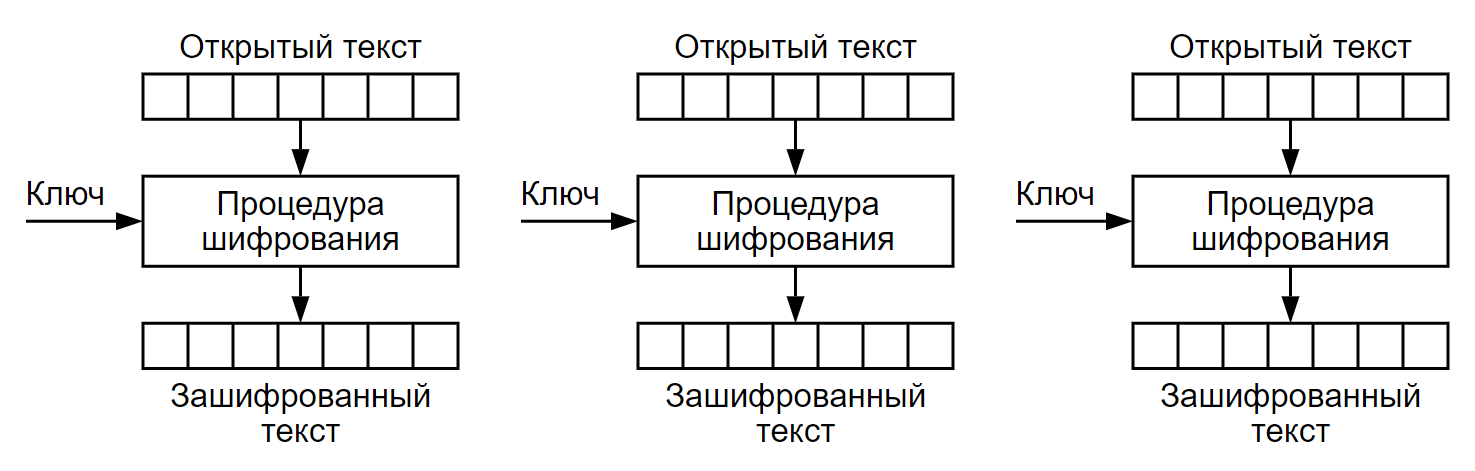 Открытый текст
Ключ
Процедура
шифрования
Зашифрованный
текст
Открытый текст
Ключ
Процедура
шифрования
Зашифрованный
текст
Открытый текст
Ключ
Процедура
шифрования
Зашифрованный
текст